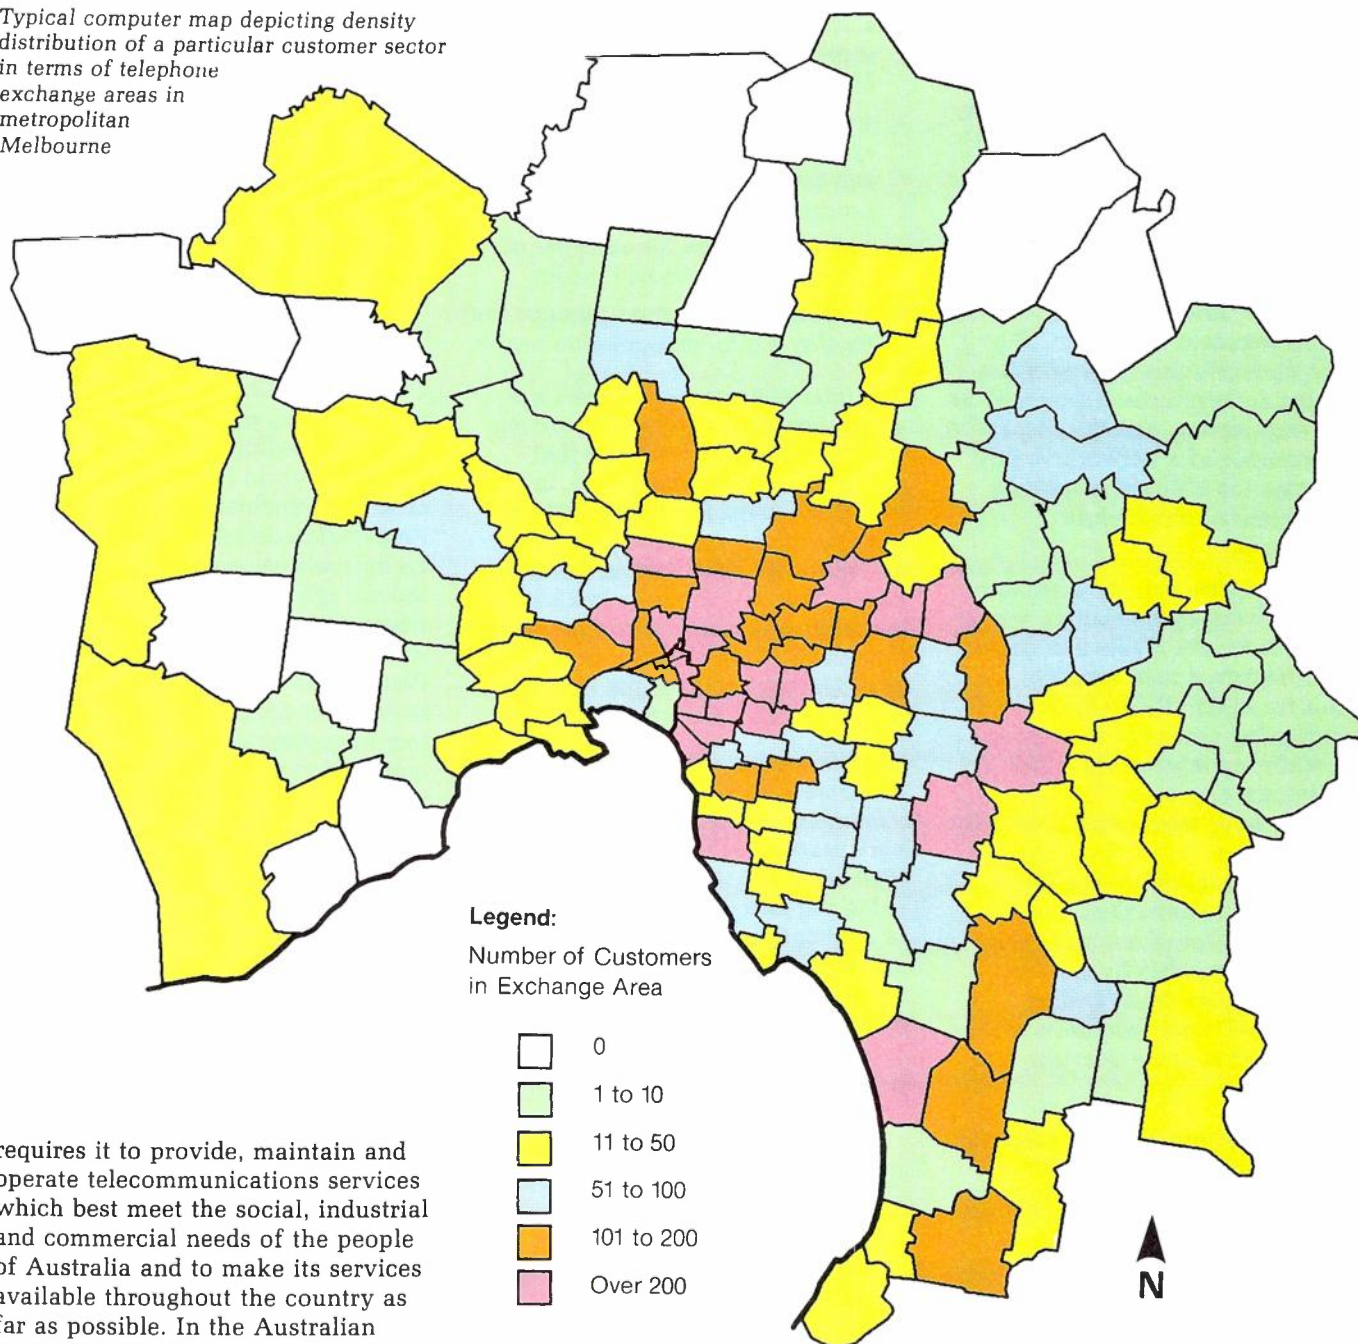 Typical computer map depicting density
distribution of a particular customer sector
in terms of telephone
exchange areas in
metropolitan
Melbourne
Legend:
Number of Customers
in Exchange Area
0
1 to 10
11 to 50
51 to 100
101 to 200
Over 200
N
requires it to provide, maintain and
operate telecommunications services
which best meet the social, industrial
and commercial needs of the people
of Australia and to make its services
available throughout the country as
far as possible. In the Australian